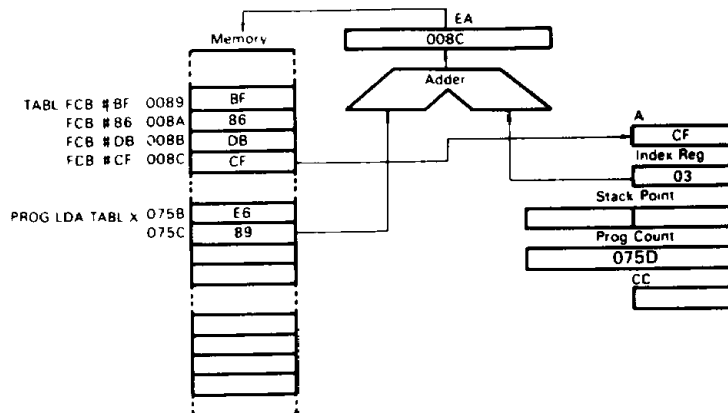 EA
Memory
008C
Adder
TABL FCB #BF 0089 BF
FCB #86 008A 86
FCB #DB 008B DB
FCB #CF 008C CF
A
CF
Index Reg
03
Stack Point
PROG LDA TABL X 075B E6
075C 89
Prog Count
075D
CC